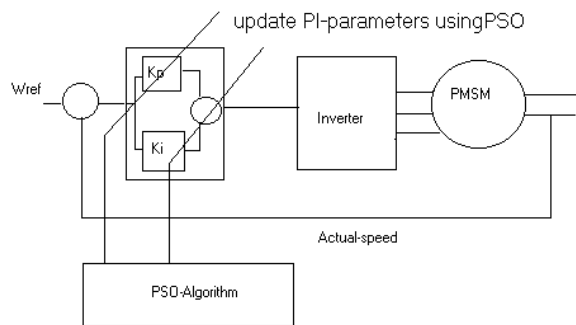 update PI-parameters usingPSO
Kp
Wref
PMSM
Inverter
Ki
Actual-speed
PSO-Algorithm